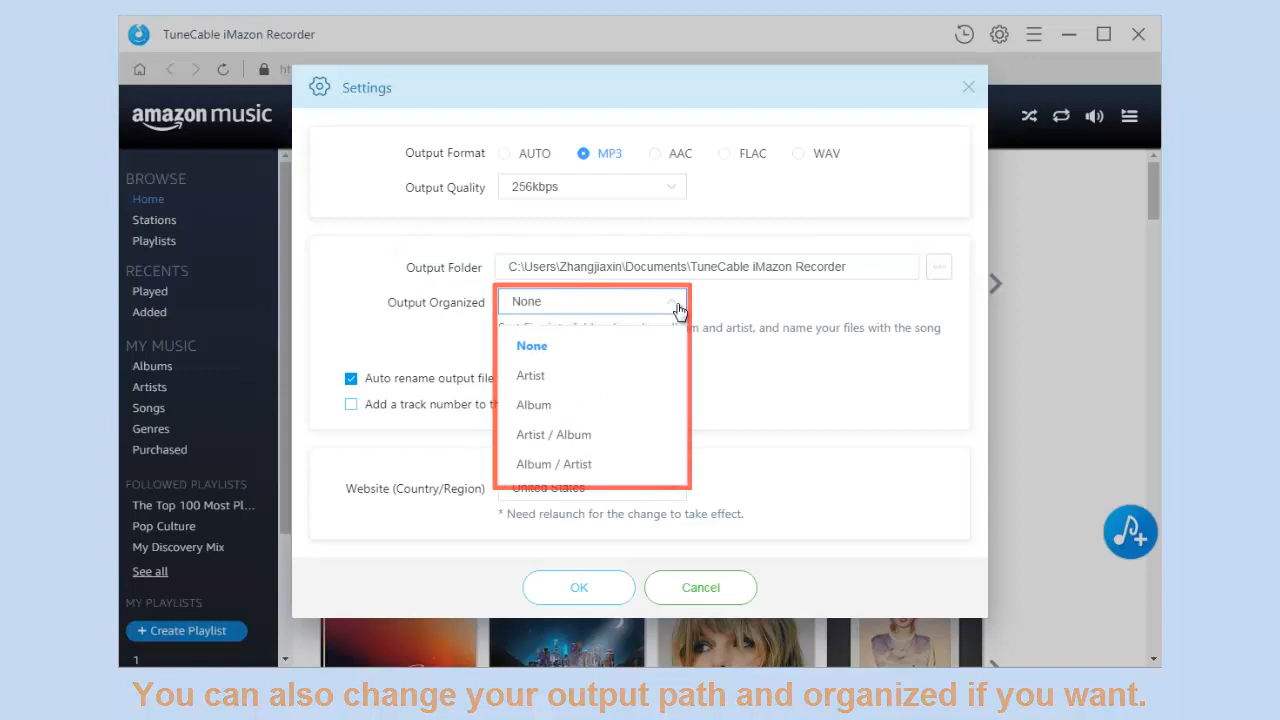 TuneCable iMazon Recorder
ht
Settings
amazon music
Output Format AUTO MP3 AAC FLAC WAV
Output Quality 256kbps
BROWSE
Home
Stations
Playlists
RECENTS
Played
Added
MY MUSIC
Albums
Artists
Songs
Genres
Purchased
FOLLOWED PLAYLISTS
The Top 100 Most Pl...
Pop Culture
My Discovery Mix
See all
MY PLAYLISTS
+ Create Playlist
1
Output Folder C:\Users\Zhangjiaxin\Documents\TuneCable iMazon Recorder ...
Output Organized None
and artist, and name your files with the song
None
Artist
Album
Artist / Album
Album / Artist
Auto rename output file
Add a track number to th
Website (Country/Region) United States
* Need relaunch for the change to take effect.
OK Cancel
You can also change your output path and organized if you want.